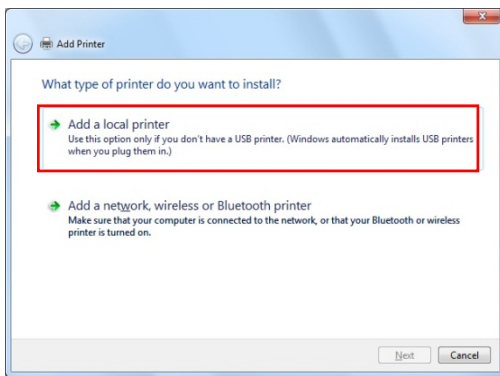 Add Printer
What type of printer do you want to install?
Add a local printer
Use this option only if you don't have a USB printer. (Windows automatically installs USB printers
when you plug them in.)
Add a network, wireless or Bluetooth printer
Make sure that your computer is connected to the network, or that your Bluetooth or wireless
printer is turned on.
Next Cancel